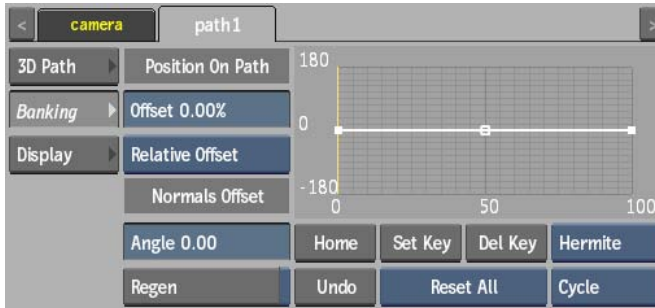 < camera path1 >
3D Path Position On Path 180
Banking Offset 0.00% 0
Display Relative Offset
Normals Offset -180
0 50 100
Angle 0.00 Home Set Key Del Key Hermite
Regen Undo Reset All Cycle